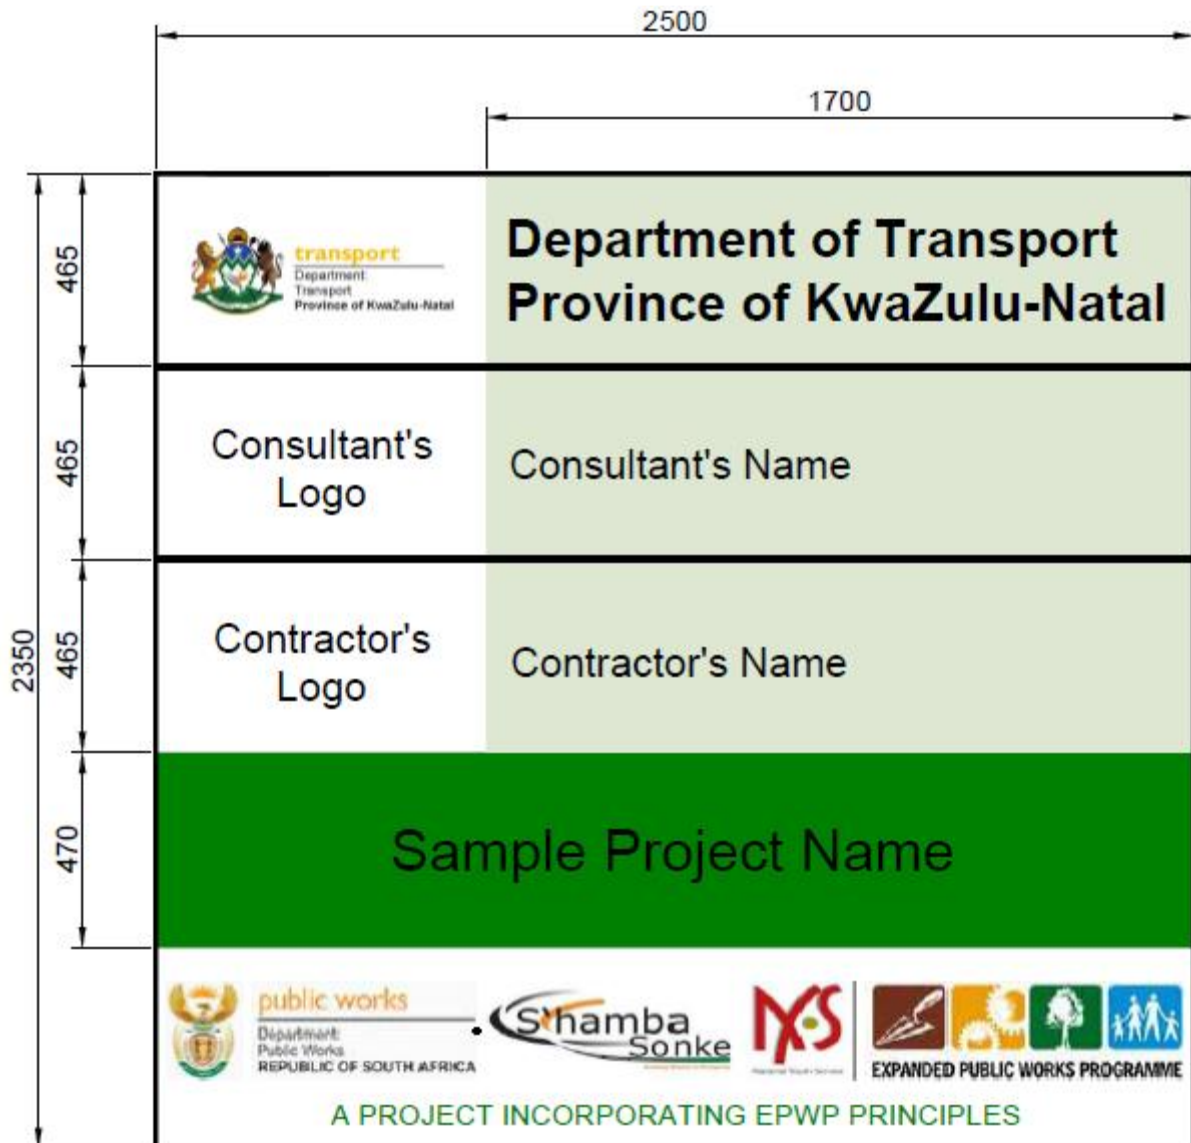 2500
1700
465
transport
Department:
Transport
Province of KwaZulu-Natal
Department of Transport
Province of KwaZulu-Natal
465
Consultant's
Logo
Consultant's Name
2350
465
Contractor's
Logo
Contractor's Name
470
Sample Project Name
public works
Department:
Public Works
REPUBLIC OF SOUTH AFRICA
S'hamba
Sonke
NYS
EXPANDED PUBLIC WORKS PROGRAMME
A PROJECT INCORPORATING EPWP PRINCIPLES